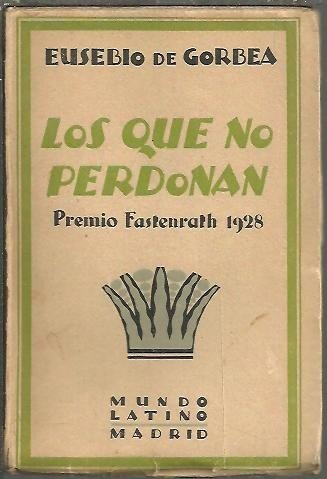 EUSEBIO DE GORBEA
LOS QUE NO
PERDONAN
Premio Fastenrath 1928
MUNDO
LATINO
MADRID